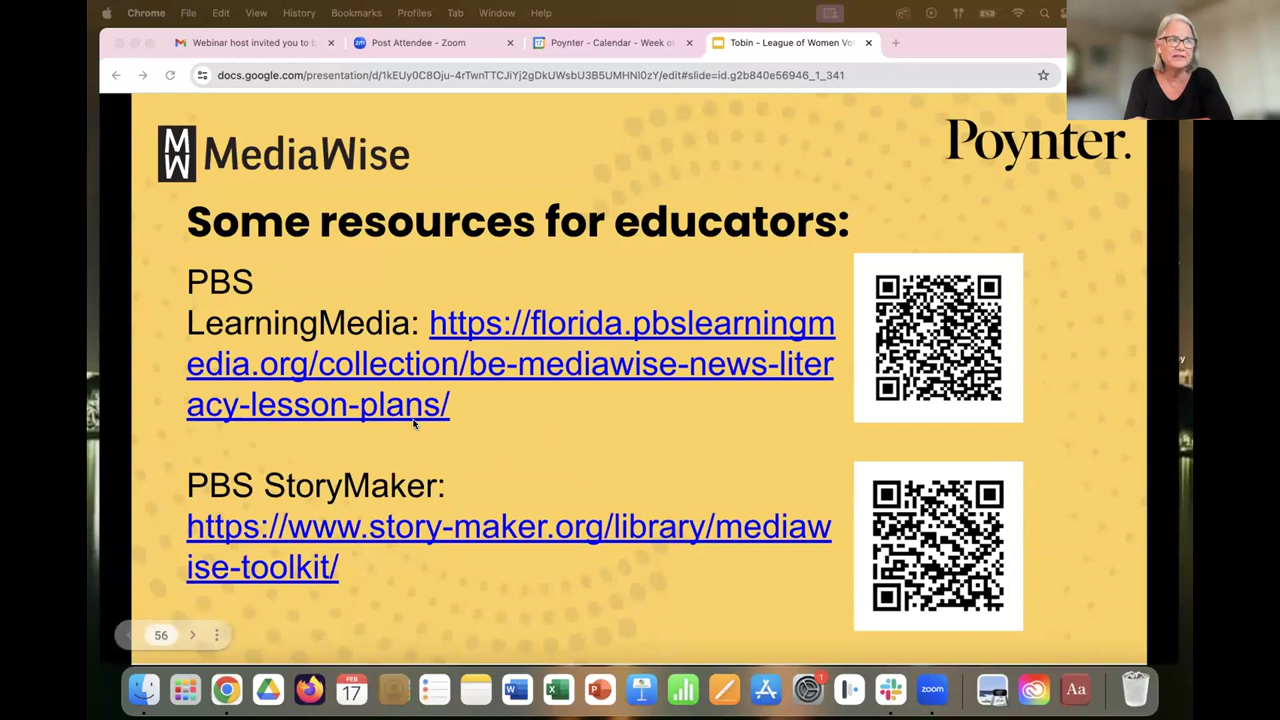 Chrome File Edit View History Bookmarks Profiles Tab Window Help
Webinar host invited you to Post Attendee - Zoom Poynter - Calendar - Week of Tobin - League of Women Vo
docs.google.com/presentation/d/1kEUy0C8Oju-4rTwnTTCJiYj2gDkUWsbU3B5UMHNl0zY/edit#slide=id.g2b840e56946_1_341
MW MediaWise
Poynter.
Some resources for educators:
PBS
LearningMedia: https://florida.pbslearningm
edia.org/collection/be-mediawise-news-liter
acy-lesson-plans/
PBS StoryMaker:
https://www.story-maker.org/library/mediaw
ise-toolkit/
56
FEB
17
1
zoom
Aa